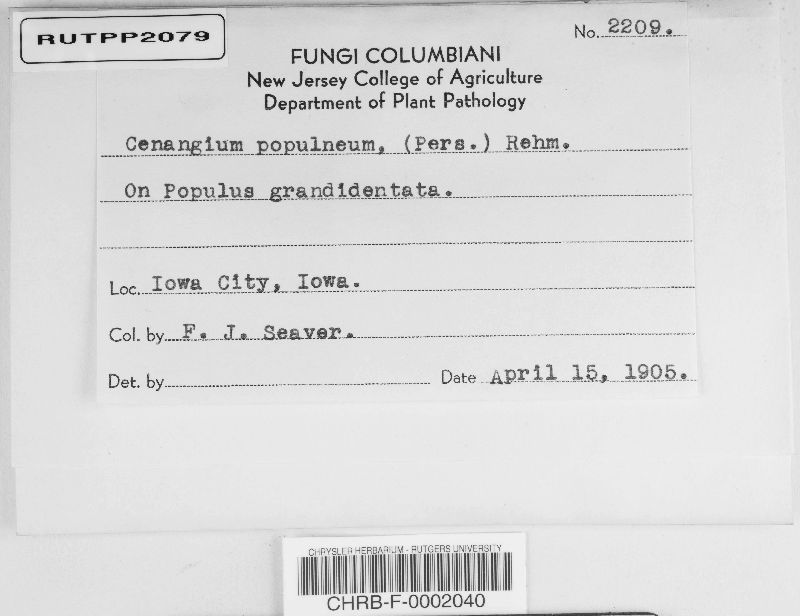 RUTPP2079
No. 2209.
FUNGI COLUMBIANI
New Jersey College of Agriculture
Department of Plant Pathology
Cenangium populneum, (Pers.) Rehm.
On Populus grandidentata.
Loc. Iowa City, Iowa.
Col. by F. J. Seaver.
Det. by Date April 15, 1905.
CHRYSLER HERBARIUM - RUTGERS UNIVERSITY
CHRB-F-0002040